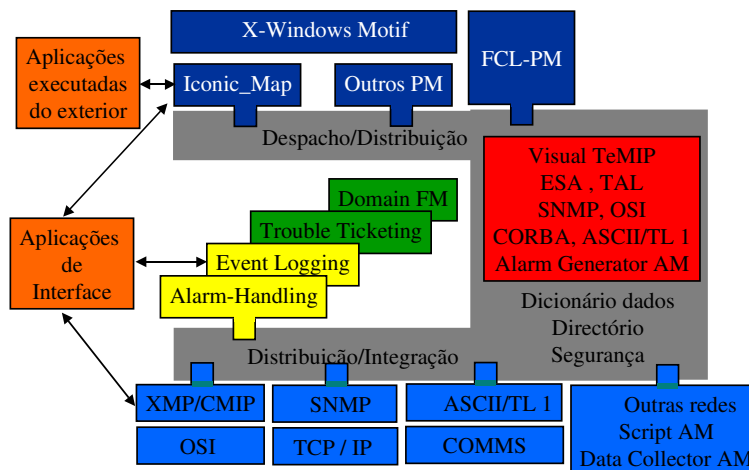 X-Windows Motif
Aplicações
executadas
do exterior
Iconic_Map
Outros PM
FCL-PM
Despacho/Distribuição
Visual TeMIP
ESA , TAL
SNMP, OSI
CORBA, ASCII/TL 1
Alarm Generator AM
Domain FM
Trouble Ticketing
Event Logging
Alarm-Handling
Aplicações
de
Interface
Dicionário dados
Directório
Segurança
Distribuição/Integração
XMP/CMIP
SNMP
ASCII/TL 1
OSI
TCP / IP
COMMS
Outras redes
Script AM
Data Collector AM